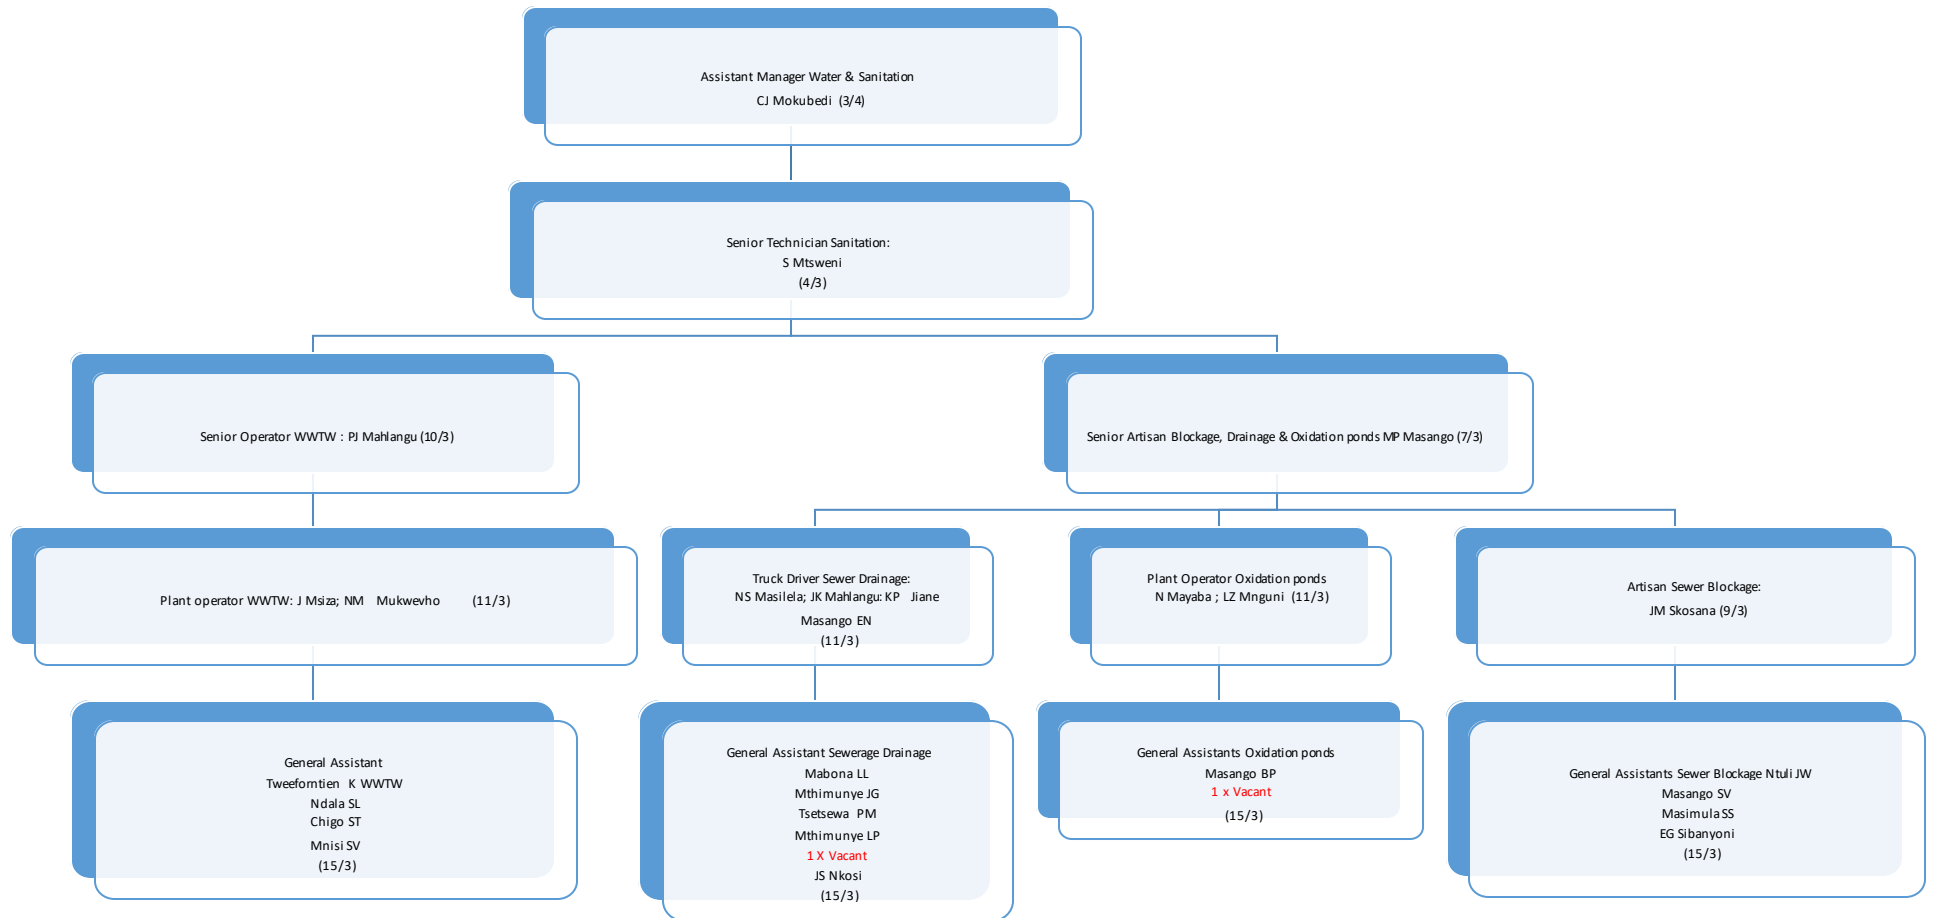 Assistant Manager Water & Sanitation
CJ Mokubedi (3/4)
Senior Technician Sanitation:
S Mtsweni
(4/3)
Senior Operator WWTW : PJ Mahlangu (10/3)
Senior Artisan Blockage, Drainage & Oxidation ponds MP Masango (7/3)
Plant operator WWTW: J Msiza; NM Mukwevho (11/3)
Truck Driver Sewer Drainage:
NS Masilela; JK Mahlangu: KP Jiane
Masango EN
(11/3)
Plant Operator Oxidation ponds
N Mayaba ; LZ Mnguni (11/3)
Artisan Sewer Blockage:
JM Skosana (9/3)
General Assistant
Tweeforntien K WWTW
Ndala SL
Chigo ST
Mnisi SV
(15/3)
General Assistant Sewerage Drainage
Mabona LL
Mthimunye JG
Tsetsewa PM
Mthimunye LP
1 X Vacant
JS Nkosi
(15/3)
General Assistants Oxidation ponds
Masango BP
1 x Vacant
(15/3)
General Assistants Sewer Blockage Ntuli JW
Masango SV
Masimula SS
EG Sibanyoni
(15/3)